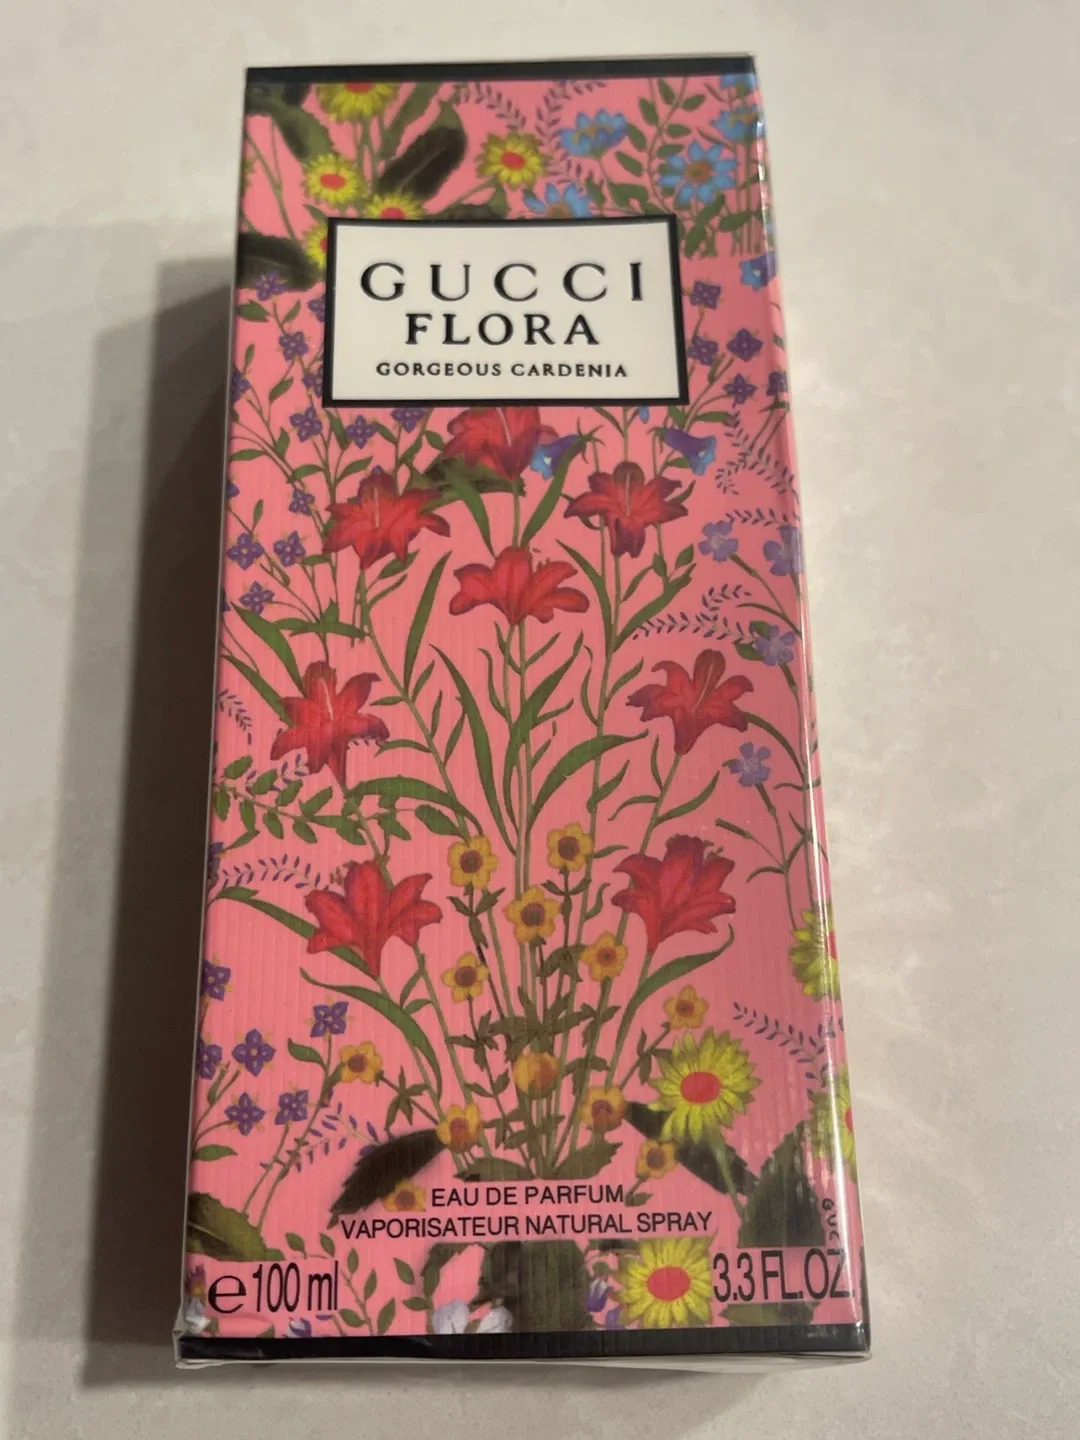 GUCCI
FLORA
GORGEOUS CARDENIA
EAU DE PARFUM
VAPORISATEUR NATURAL SPRAY
e 100 ml
3.3 FL.OZ.